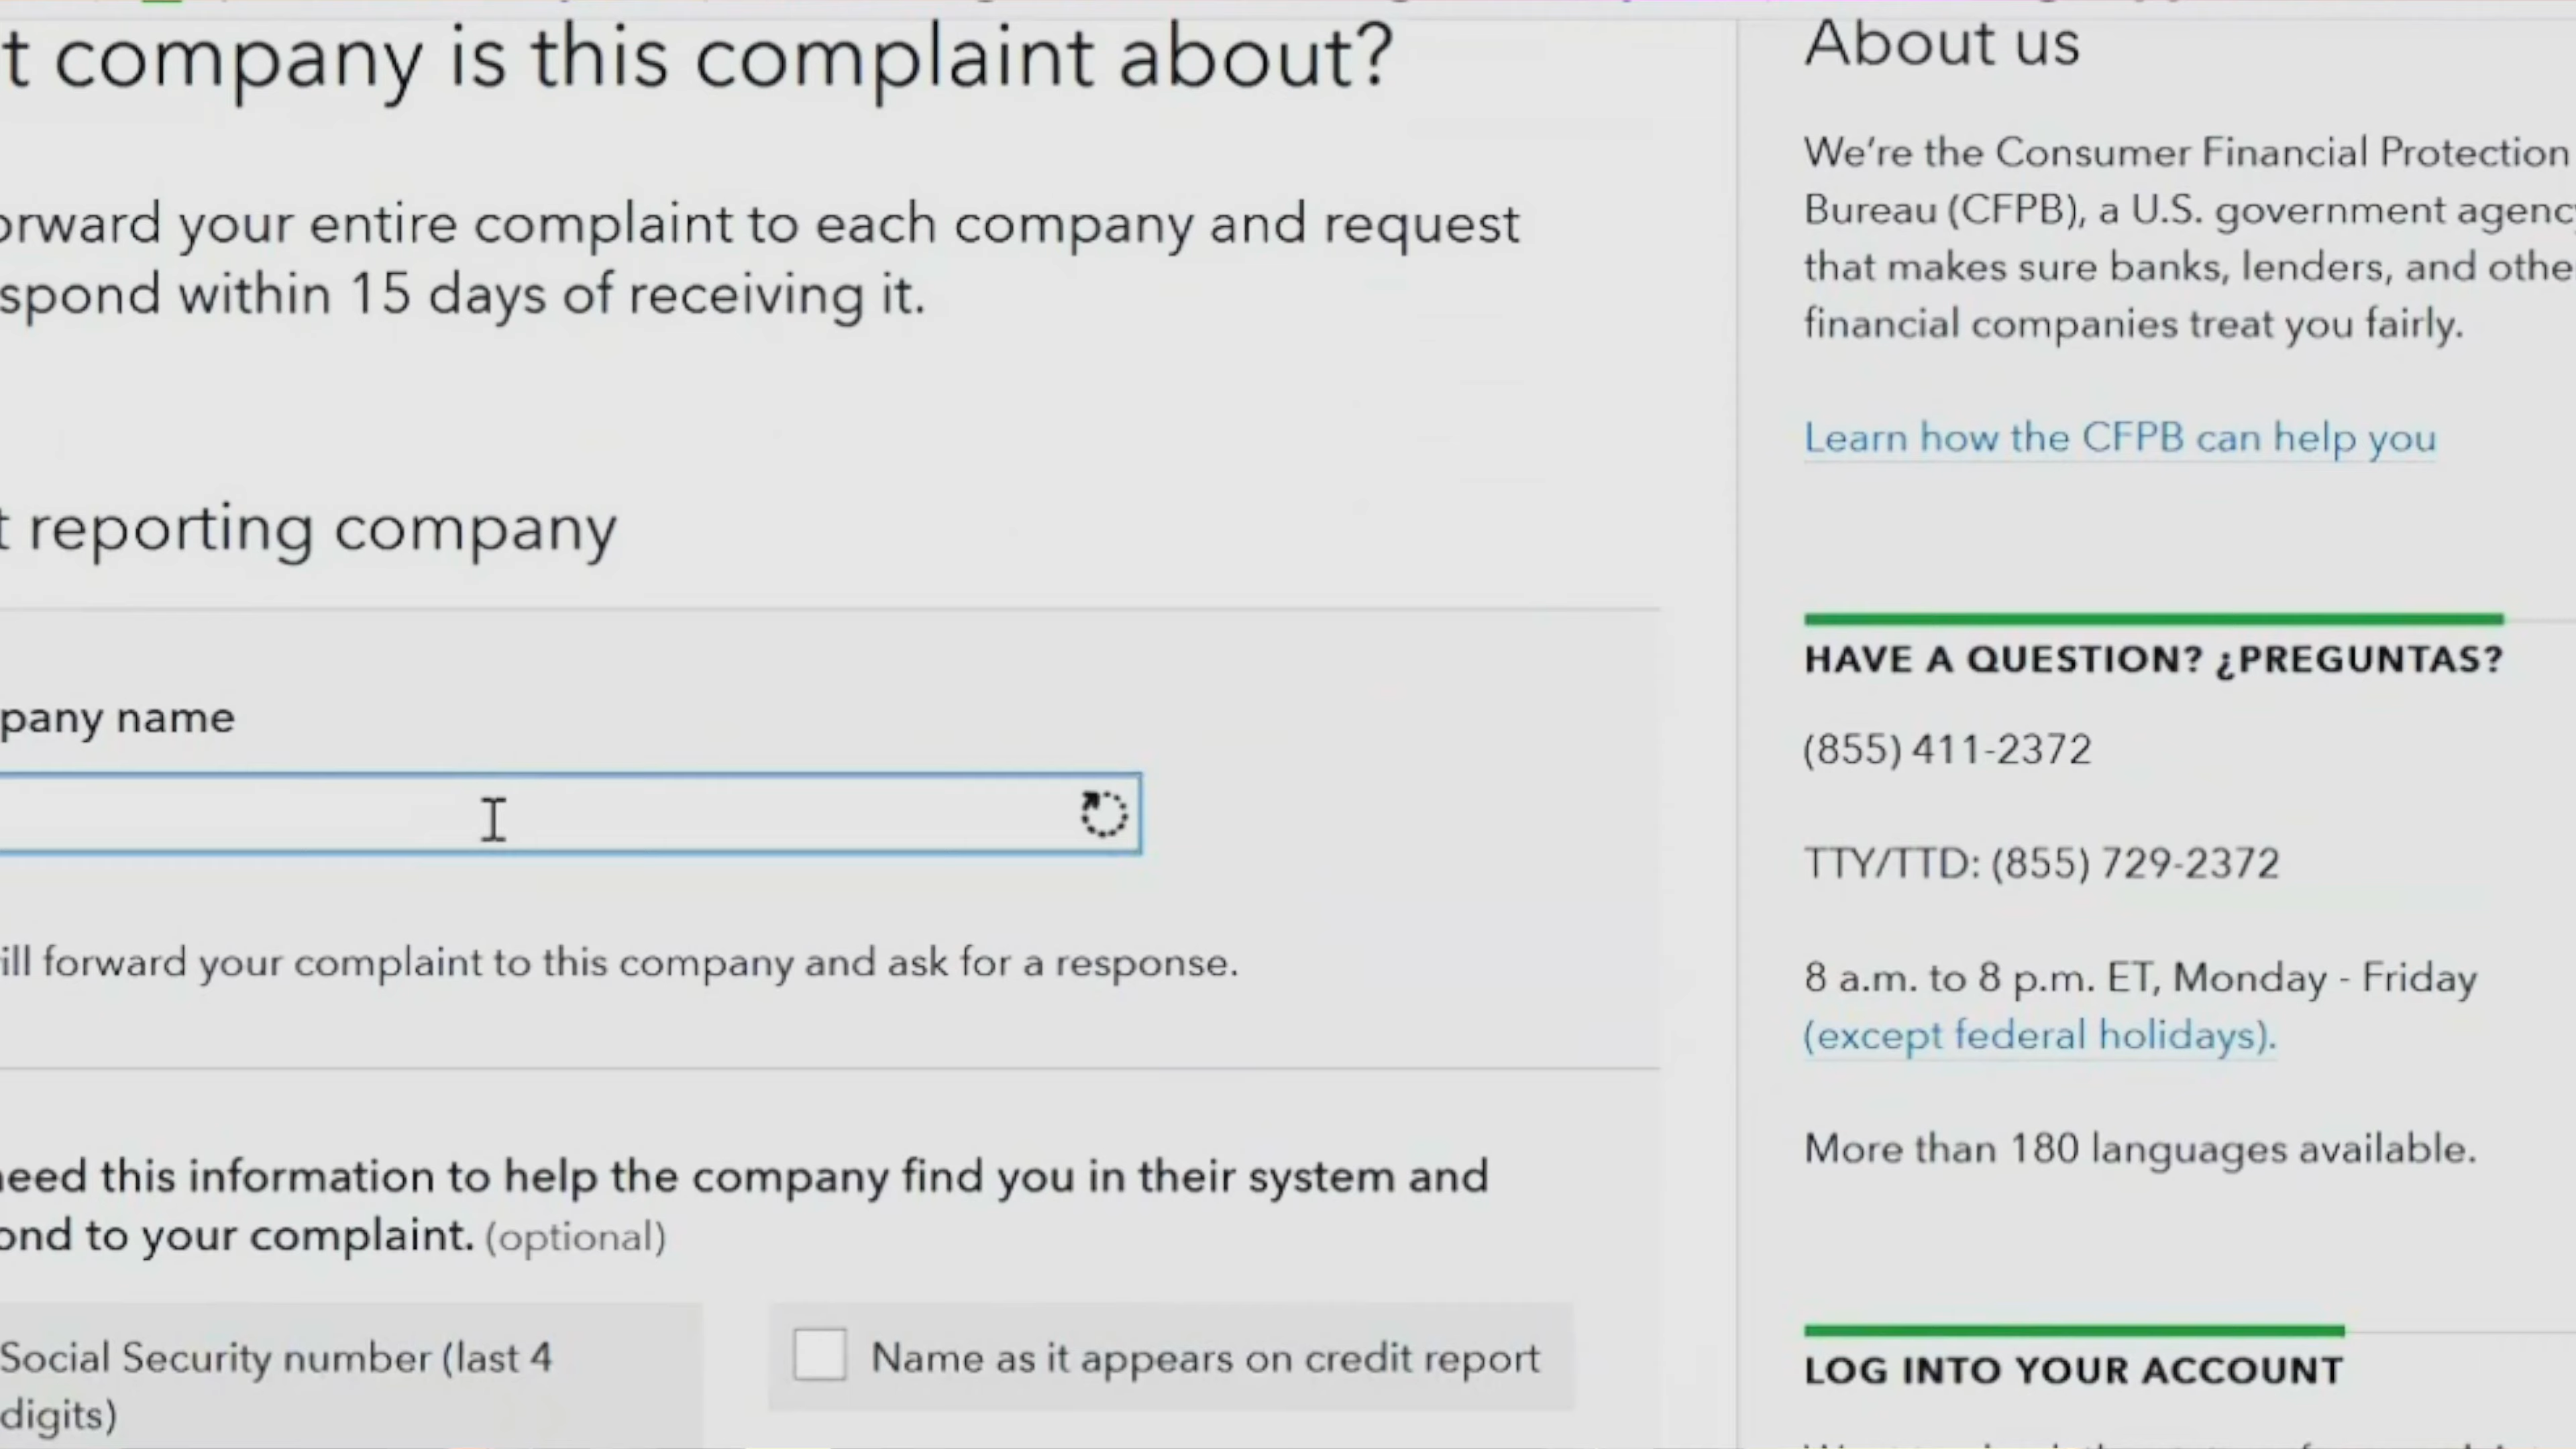 t company is this complaint about?
orward your entire complaint to each company and request
spond within 15 days of receiving it.
t reporting company
pany name
ill forward your complaint to this company and ask for a response.
eed this information to help the company find you in their system and
ond to your complaint. (optional)
Social Security number (last 4
digits)
Name as it appears on credit report
About us
We're the Consumer Financial Protection
Bureau (CFPB), a U.S. government agenc
that makes sure banks, lenders, and othe
financial companies treat you fairly.
Learn how the CFPB can help you
HAVE A QUESTION? ¿PREGUNTAS?
(855) 411-2372
TTY/TTD: (855) 729-2372
8 a.m. to 8 p.m. ET, Monday - Friday
(except federal holidays).
More than 180 languages available.
LOG INTO YOUR ACCOUNT